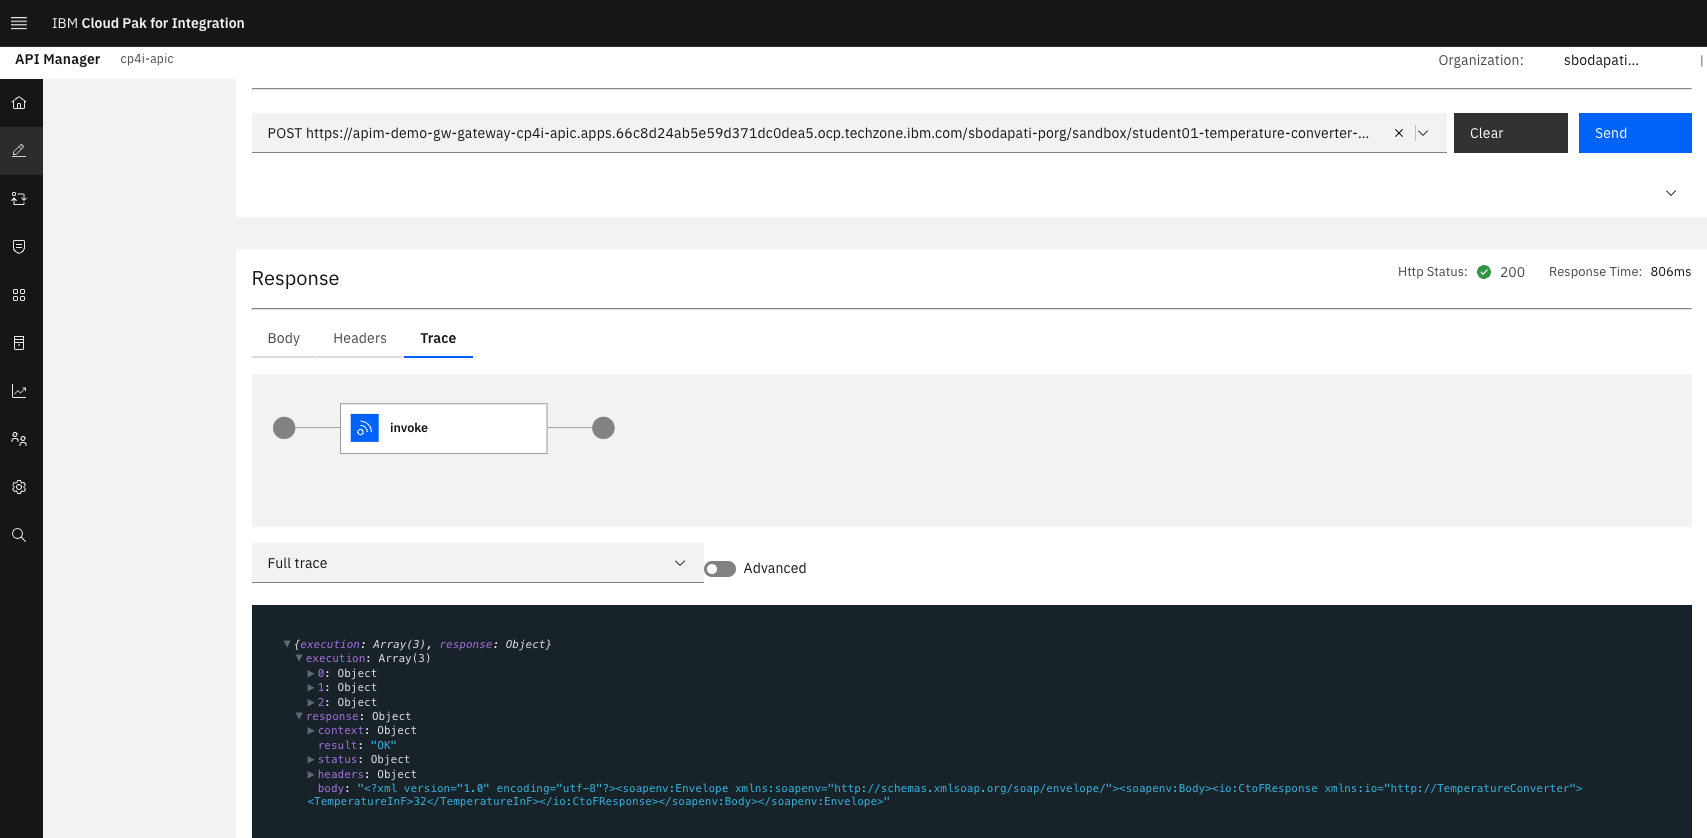 IBM Cloud Pak for Integration
API Manager cp4i-apic Organization: sbodapati...
POST https://apim-demo-gw-gateway-cp4i-apic.apps.66c8d24ab5e59d371dc0dea5.ocp.techzone.ibm.com/sbodapati-porg/sandbox/student01-temperature-converter-... Clear Send
Response Http Status: 200 Response Time: 806ms
Body Headers Trace
invoke
Full trace Advanced
{execution: Array(3), response: Object}
execution: Array(3)
0: Object
1: Object
2: Object
response: Object
context: Object
result: "OK"
status: Object
headers: Object
body: "<?xml version="1.0" encoding="utf-8"?><soapenv:Envelope xmlns:soapenv="http://schemas.xmlsoap.org/soap/envelope/"><soapenv:Body><io:CtoFResponse xmlns:io="http://TemperatureConverter">
<TemperatureInF>32</TemperatureInF></io:CtoFResponse></soapenv:Body></soapenv:Envelope>"